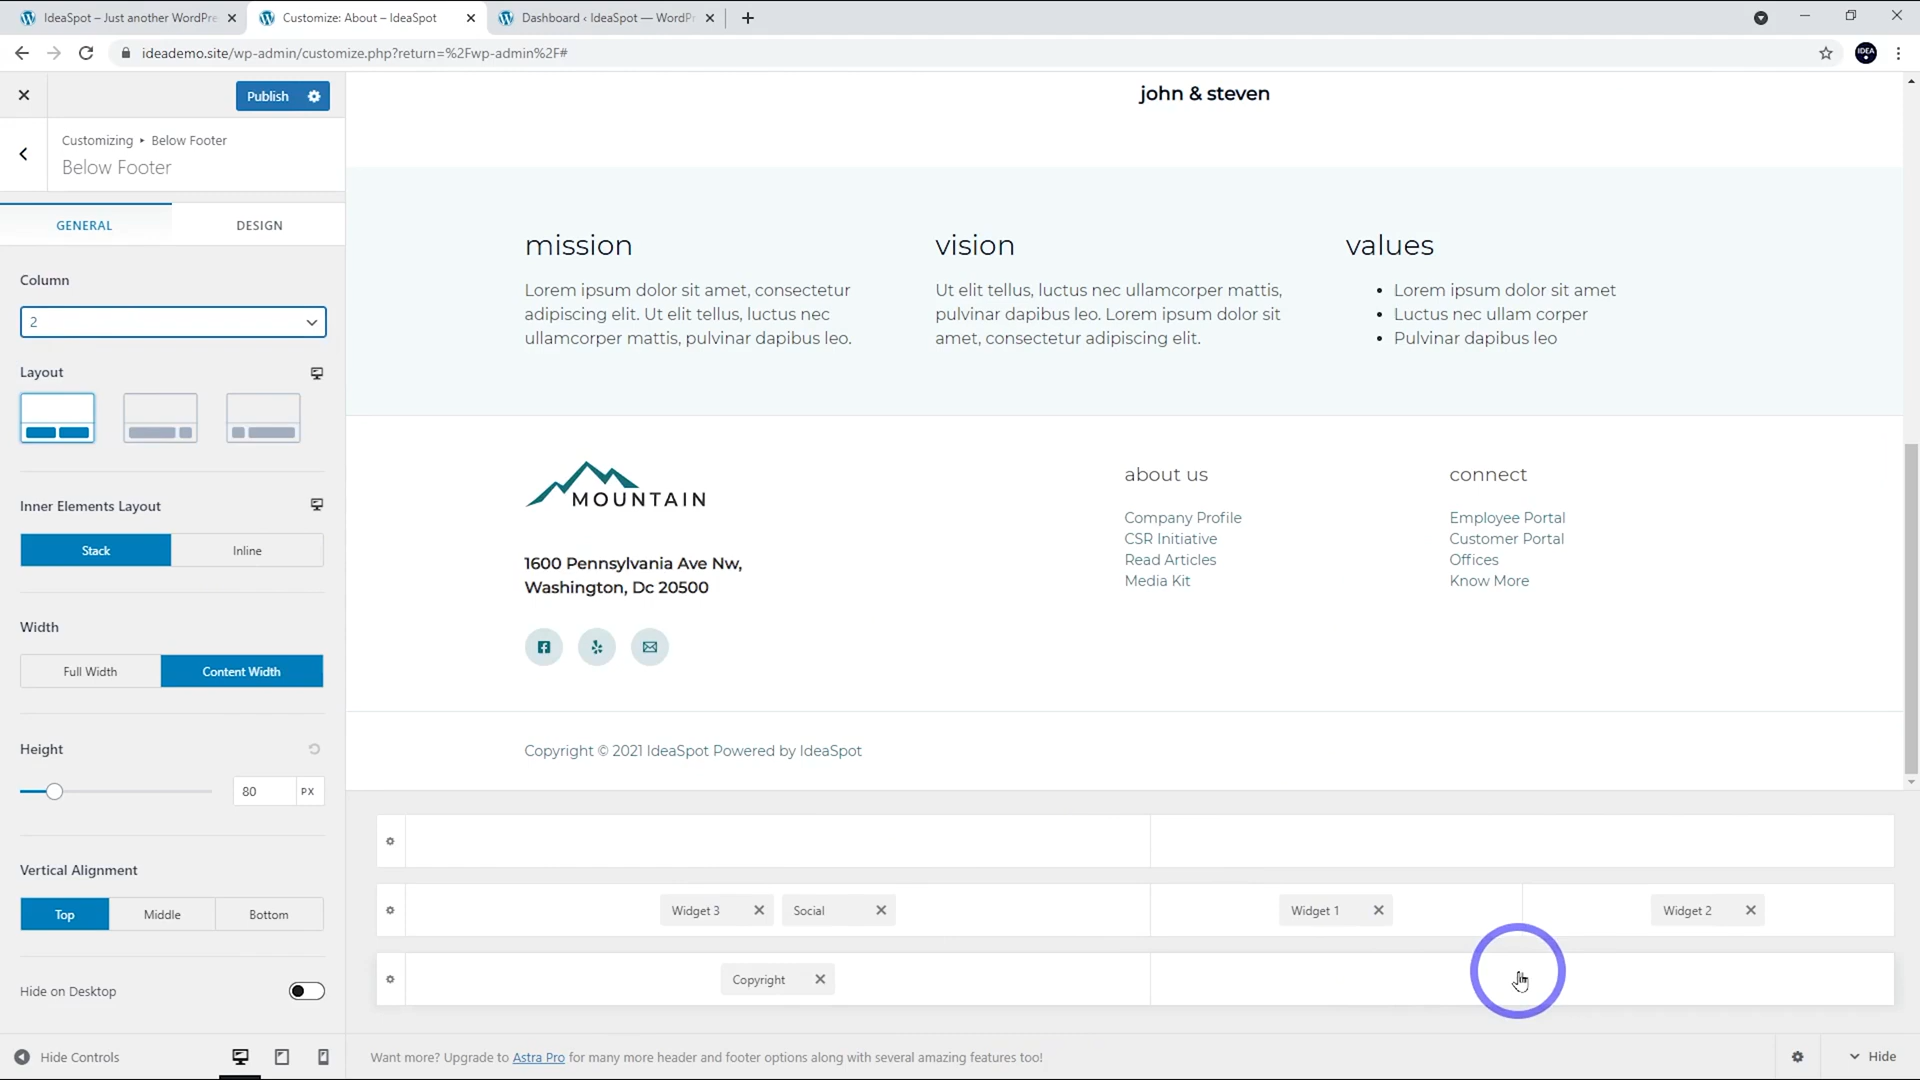 IdeaSpot – Just another WordPre
Customize: About – IdeaSpot
Dashboard ‹ IdeaSpot — WordPr
ideademo.site/wp-admin/customize.php?return=%2Fwp-admin%2F#
IDEA
Publish
Customizing ▸ Below Footer
Below Footer
GENERAL
DESIGN
Column
2
Layout
Inner Elements Layout
Stack
Inline
Width
Full Width
Content Width
Height
80
PX
Vertical Alignment
Top
Middle
Bottom
Hide on Desktop
Hide Controls
john & steven
mission
Lorem ipsum dolor sit amet, consectetur
adipiscing elit. Ut elit tellus, luctus nec
ullamcorper mattis, pulvinar dapibus leo.
vision
Ut elit tellus, luctus nec ullamcorper mattis,
pulvinar dapibus leo. Lorem ipsum dolor sit
amet, consectetur adipiscing elit.
values
• Lorem ipsum dolor sit amet
• Luctus nec ullam corper
• Pulvinar dapibus leo
MOUNTAIN
1600 Pennsylvania Ave Nw,
Washington, Dc 20500
about us
Company Profile
CSR Initiative
Read Articles
Media Kit
connect
Employee Portal
Customer Portal
Offices
Know More
Copyright © 2021 IdeaSpot Powered by IdeaSpot
Widget 3
Social
Widget 1
Widget 2
Copyright
Want more? Upgrade to Astra Pro for many more header and footer options along with several amazing features too!
Hide